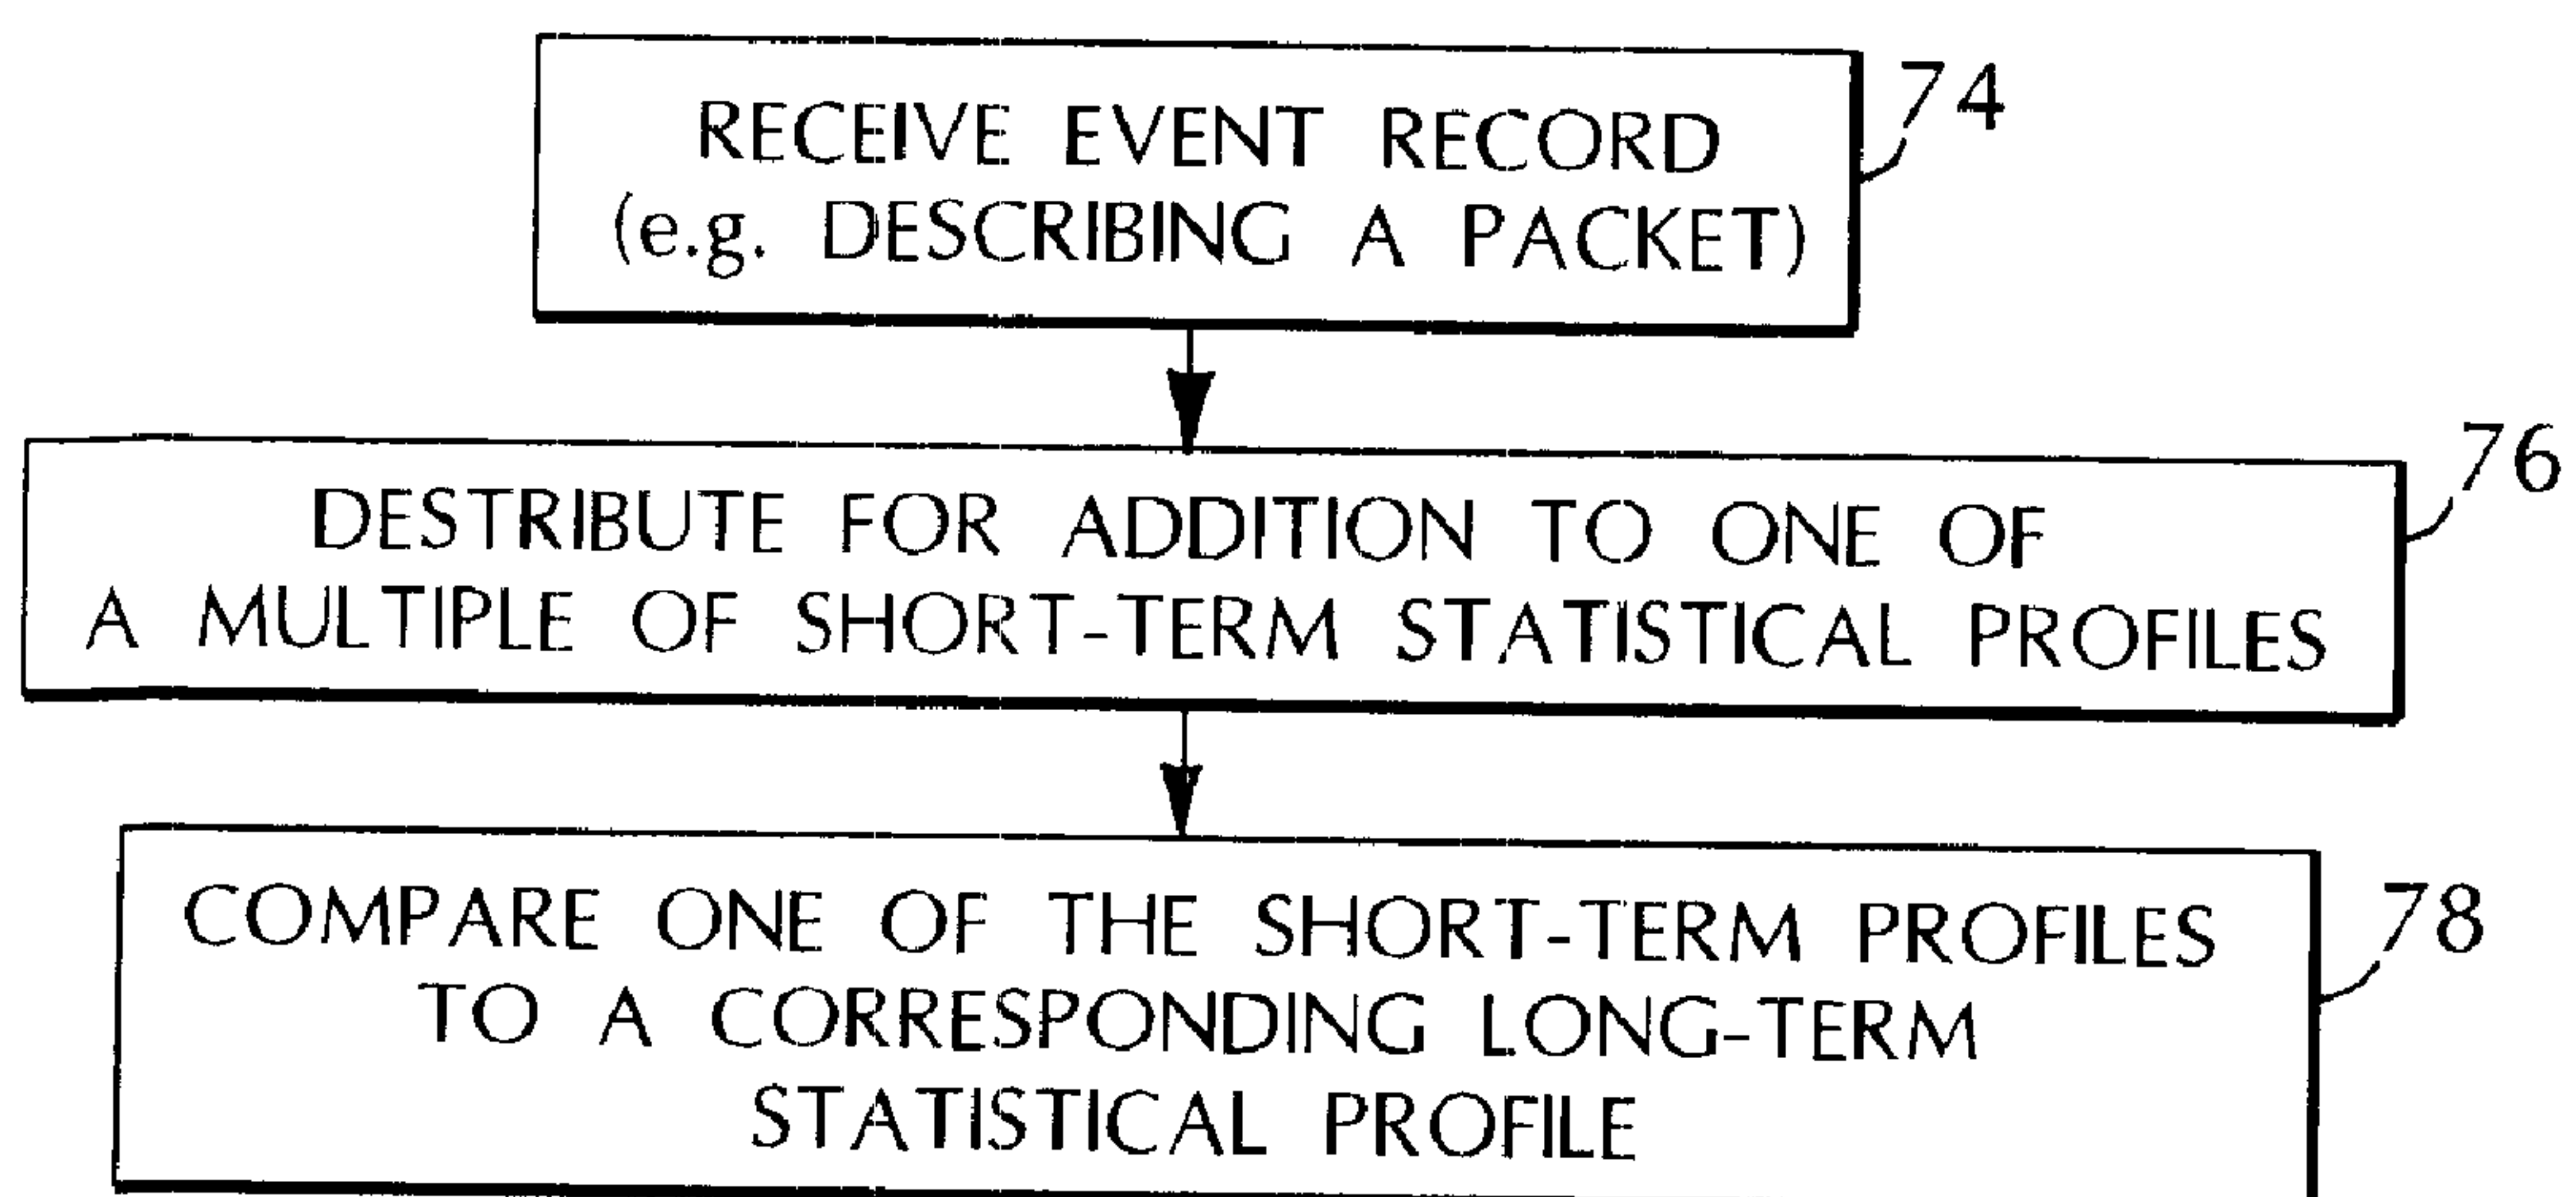 RECEIVE EVENT RECORD
(e.g. DESCRIBING A PACKET)
74
DESTRIBUTE FOR ADDITION TO ONE OF
A MULTIPLE OF SHORT-TERM STATISTICAL PROFILES
76
COMPARE ONE OF THE SHORT-TERM PROFILES
TO A CORRESPONDING LONG-TERM
STATISTICAL PROFILE
78